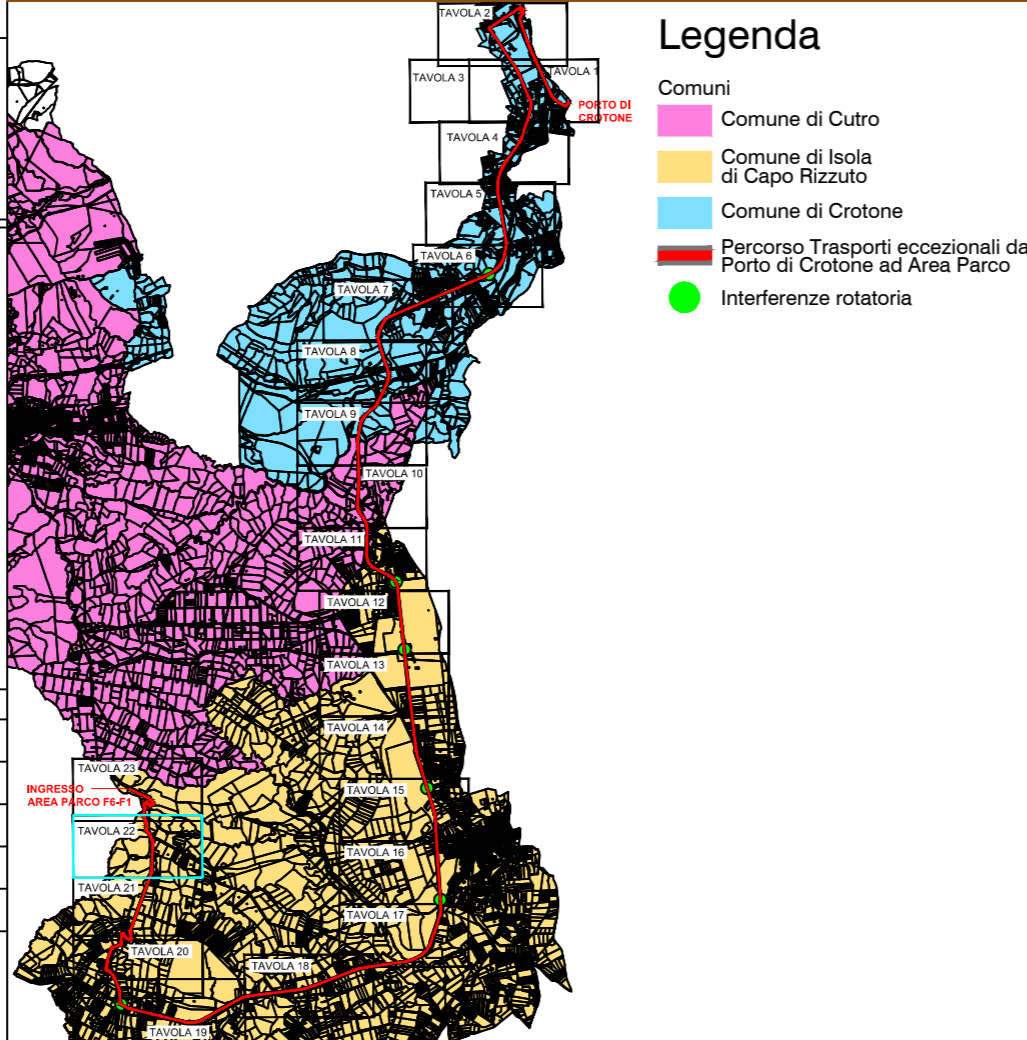 Legenda
Comuni
Comune di Cutro
Comune di Isola
di Capo Rizzuto
Comune di Crotone
Percorso Trasporti eccezionali da
Porto di Crotone ad Area Parco
Interferenze rotatoria
TAVOLA 2
TAVOLA 1
TAVOLA 3
PORTO DI
CROTONE
TAVOLA 4
TAVOLA 5
TAVOLA 6
TAVOLA 7
TAVOLA 8
TAVOLA 9
TAVOLA 10
TAVOLA 11
TAVOLA 12
TAVOLA 13
TAVOLA 14
TAVOLA 15
TAVOLA 16
TAVOLA 17
TAVOLA 18
TAVOLA 19
TAVOLA 20
TAVOLA 21
TAVOLA 22
TAVOLA 23
INGRESSO
AREA PARCO F6-F1